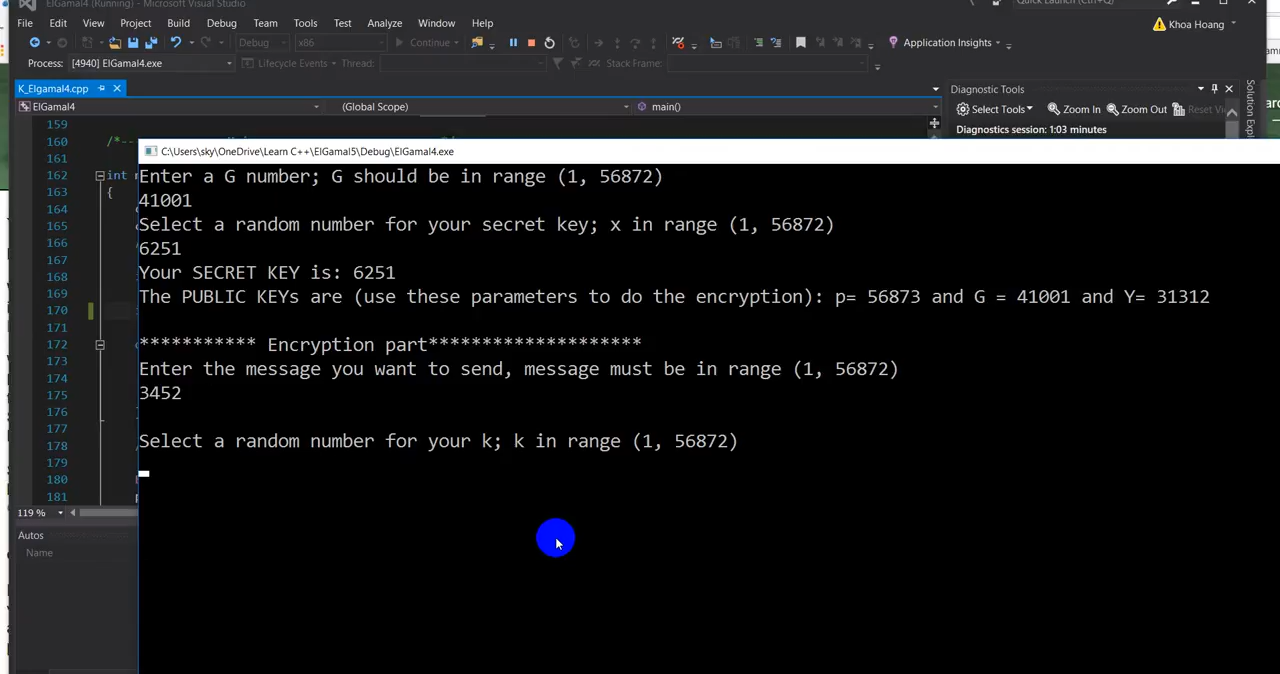 ElGamal4 (Running) - Microsoft Visual Studio
Quick Launch (Ctrl+Q)
File Edit View Project Build Debug Team Tools Test Analyze Window Help
Khoa Hoang
Debug x86 Continue Application Insights
Process: [4940] ElGamal4.exe Lifecycle Events Thread: Stack Frame:
K_Elgamal4.cpp
Diagnostic Tools
Solution Expl
ElGamal4 (Global Scope) main()
Select Tools Zoom In Zoom Out Reset Vi
Diagnostics session: 1:03 minutes
159
160 /*--
161
162 int
163 {
164
165
166
167
168
169
170
171
172
173
174
175
176
177
178
179
180
181
C:\Users\sky\OneDrive\Learn C++\ElGamal5\Debug\ElGamal4.exe
Enter a G number; G should be in range (1, 56872)
41001
Select a random number for your secret key; x in range (1, 56872)
6251
Your SECRET KEY is: 6251
The PUBLIC KEYs are (use these parameters to do the encryption): p= 56873 and G = 41001 and Y= 31312
*********** Encryption part********************
Enter the message you want to send, message must be in range (1, 56872)
3452
Select a random number for your k; k in range (1, 56872)
119 %
Autos
Name